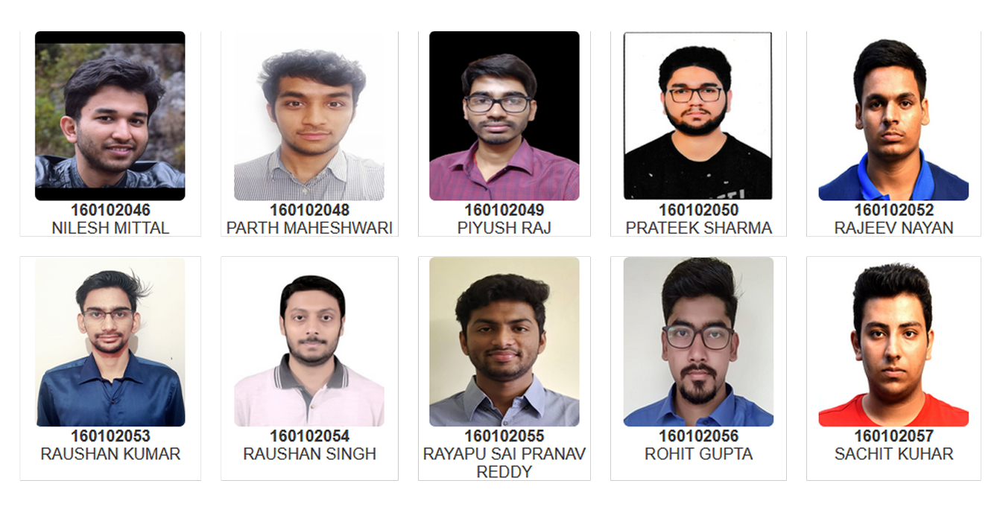 160102046
NILESH MITTAL
160102048
PARTH MAHESHWARI
160102049
PIYUSH RAJ
160102050
PRATEEK SHARMA
160102052
RAJEEV NAYAN
160102053
RAUSHAN KUMAR
160102054
RAUSHAN SINGH
160102055
RAYAPU SAI PRANAV
REDDY
160102056
ROHIT GUPTA
160102057
SACHIT KUHAR